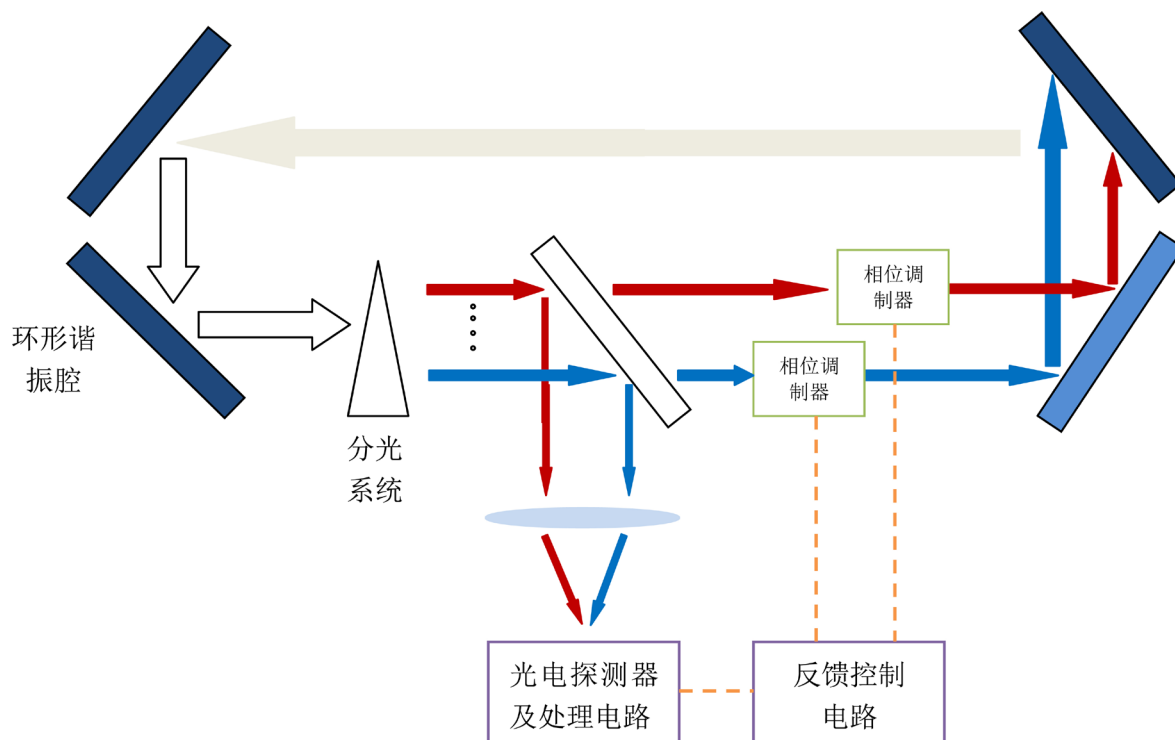 相位调
制器
环形谐
振腔
相位调
制器
分光
系统
光电探测器
及处理电路
反馈控制
电路